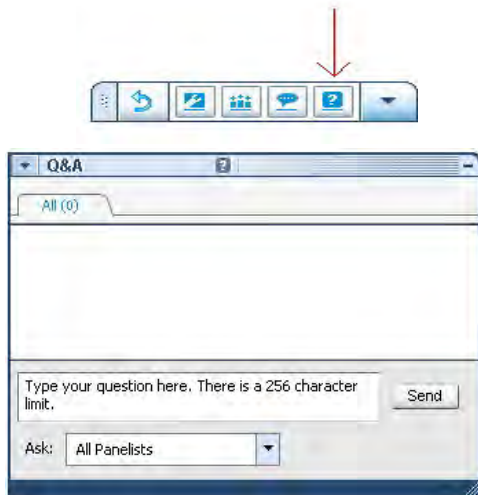 ?
Q&A ?
All (0)
Type your question here. There is a 256 character
limit.
Send
Ask: All Panelists